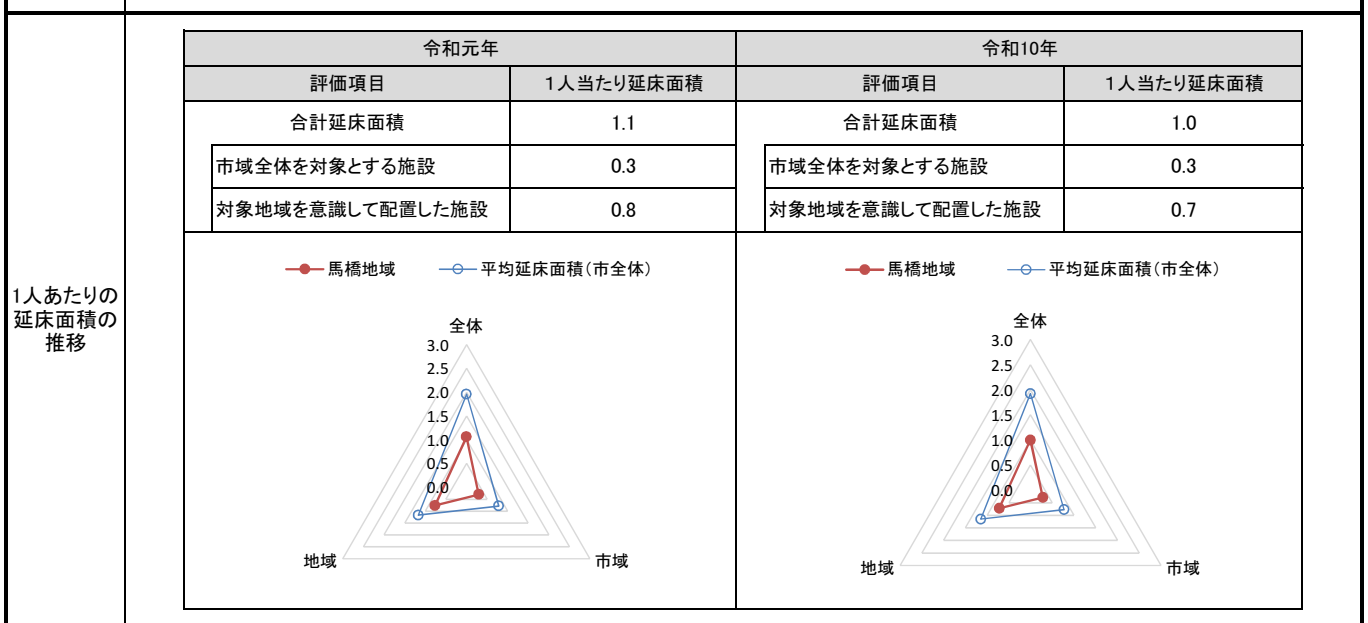 令和元年
令和10年
評価項目
1人当たり延床面積
評価項目
1人当たり延床面積
合計延床面積
1.1
合計延床面積
1.0
市域全体を対象とする施設
0.3
市域全体を対象とする施設
0.3
対象地域を意識して配置した施設
0.8
対象地域を意識して配置した施設
0.7
1人あたりの
延床面積の
推移
馬橋地域
平均延床面積(市全体)
全体
3.0
2.5
2.0
1.5
1.0
0.5
0.0
地域
市域
馬橋地域
平均延床面積(市全体)
全体
3.0
2.5
2.0
1.5
1.0
0.5
0.0
地域
市域